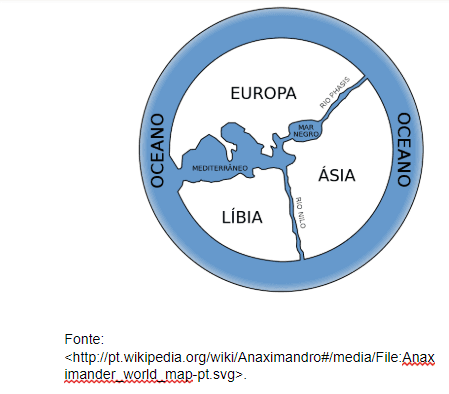 EUROPA
RIO PHASIS
MAR
NEGRO
OCEANO
OCEANO
MEDITERRÂNEO
ÁSIA
LÍBIA
RIO NILO
Fonte:
<http://pt.wikipedia.org/wiki/Anaximandro#/media/File:Anax
imander_world_map-pt.svg>.